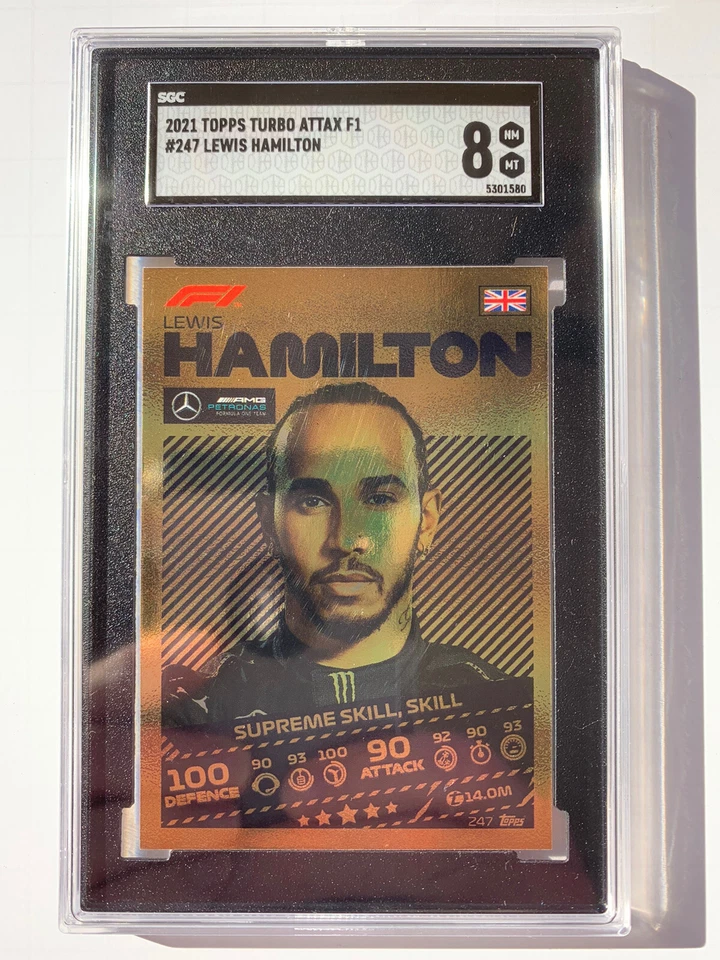 SGC
2021 TOPPS TURBO ATTAX F1
#247 LEWIS HAMILTON
8
NM
MT
5301580
F1
LEWIS
HAMILTON
AMG
PETRONAS
FORMULA ONE TEAM
SUPREME SKILL, SKILL
100
DEFENCE
90
93
100
90
ATTACK
92
90
93
14.0M
247 topps